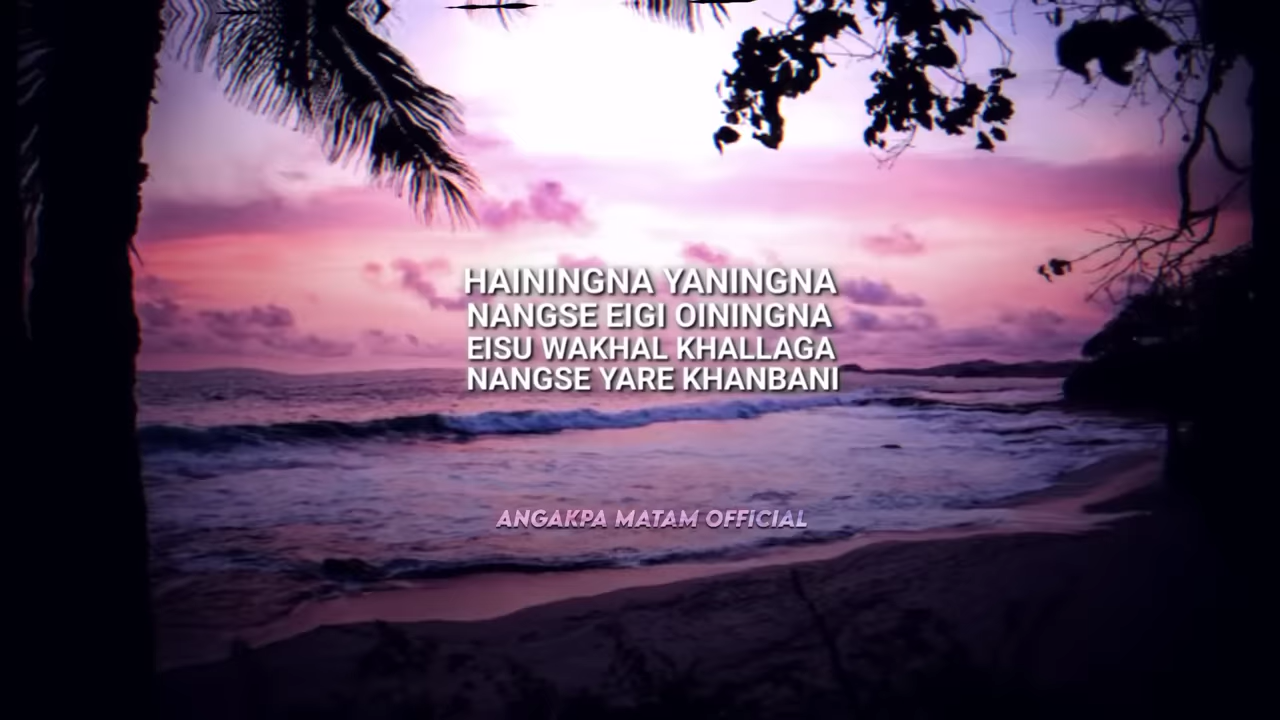 HAININGNA YANINGNA
NANGSE EIGI OININGNA
EISU WAKHAL KHALLAGA
NANGSE YARE KHANBANI
ANGAKPA MATAM OFFICIAL